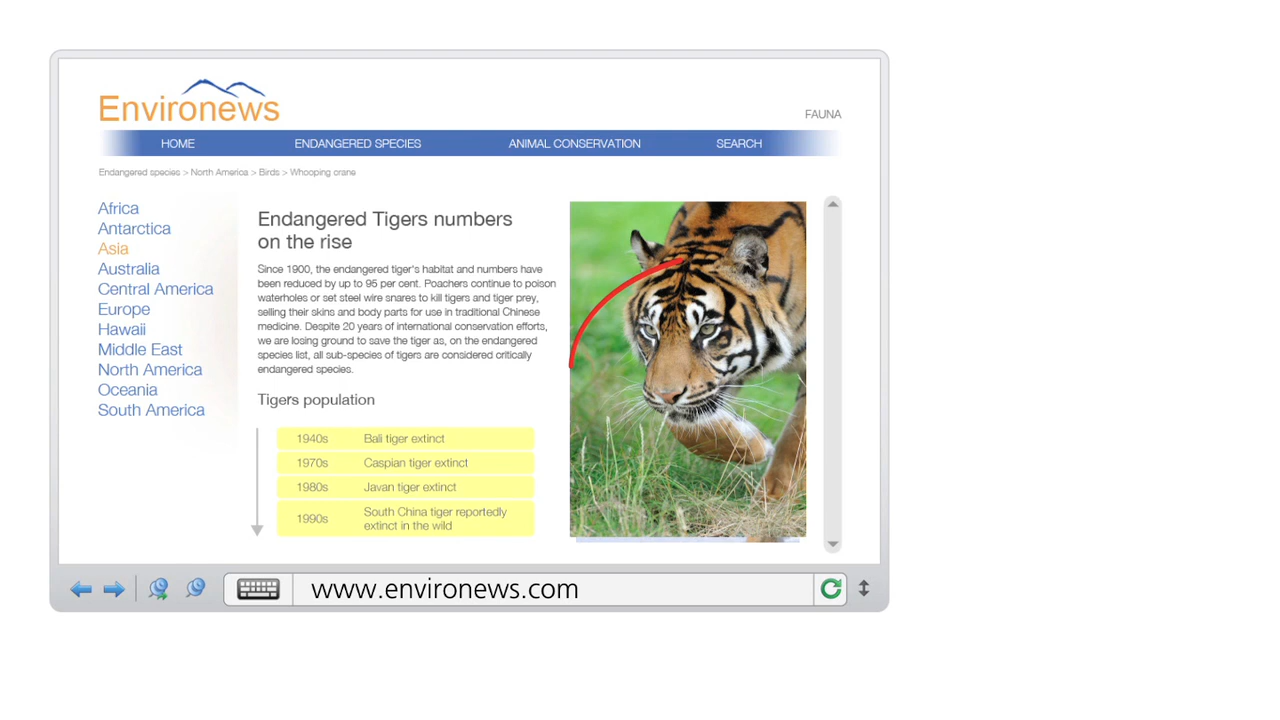 Environews
FAUNA
HOME ENDANGERED SPECIES ANIMAL CONSERVATION SEARCH
Endangered species > North America > Birds > Whooping crane
Africa
Antarctica
Asia
Australia
Central America
Europe
Hawaii
Middle East
North America
Oceania
South America
Endangered Tigers numbers
on the rise
Since 1900, the endangered tiger's habitat and numbers have
been reduced by up to 95 per cent. Poachers continue to poison
waterholes or set steel wire snares to kill tigers and tiger prey,
selling their skins and body parts for use in traditional Chinese
medicine. Despite 20 years of international conservation efforts,
we are losing ground to save the tiger as, on the endangered
species list, all sub-species of tigers are considered critically
endangered species.
Tigers population
1940s Bali tiger extinct
1970s Caspian tiger extinct
1980s Javan tiger extinct
1990s South China tiger reportedly
extinct in the wild
www.environews.com